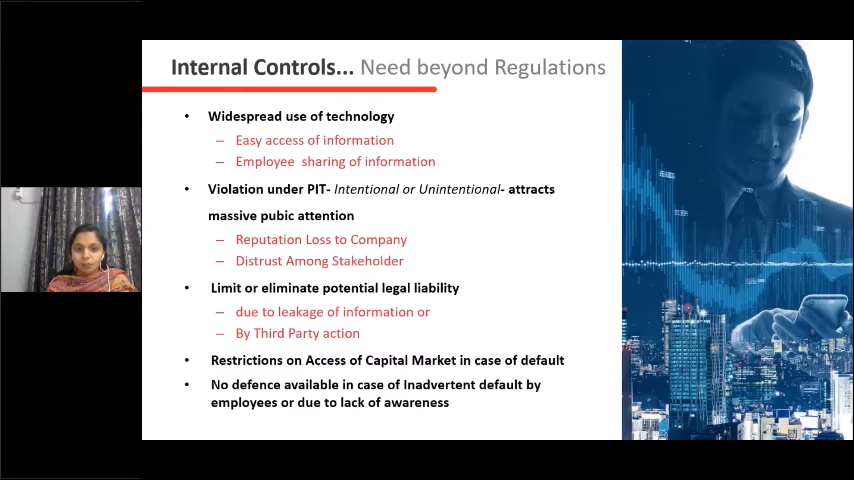 Internal Controls... Need beyond Regulations
• Widespread use of technology
– Easy access of information
– Employee sharing of information
• Violation under PIT- Intentional or Unintentional- attracts
massive pubic attention
– Reputation Loss to Company
– Distrust Among Stakeholder
• Limit or eliminate potential legal liability
– due to leakage of information or
– By Third Party action
• Restrictions on Access of Capital Market in case of default
• No defence available in case of Inadvertent default by
employees or due to lack of awareness